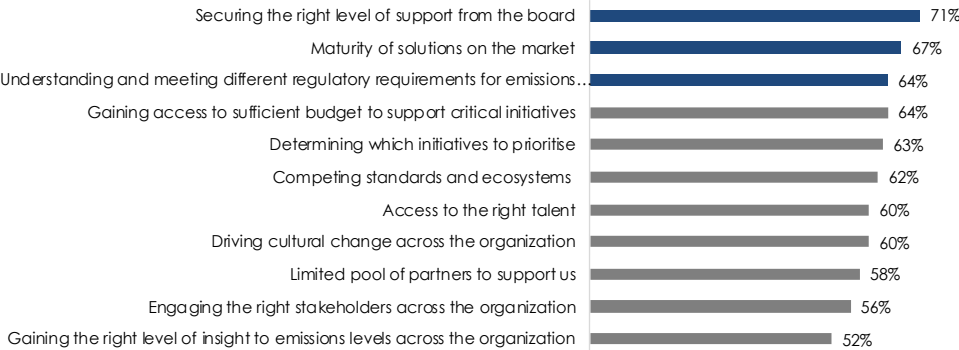 Securing the right level of support from the board 71%
Maturity of solutions on the market 67%
Understanding and meeting different regulatory requirements for emissions... 64%
Gaining access to sufficient budget to support critical initiatives 64%
Determining which initiatives to prioritise 63%
Competing standards and ecosystems 62%
Access to the right talent 60%
Driving cultural change across the organization 60%
Limited pool of partners to support us 58%
Engaging the right stakeholders across the organization 56%
Gaining the right level of insight to emissions levels across the organization 52%